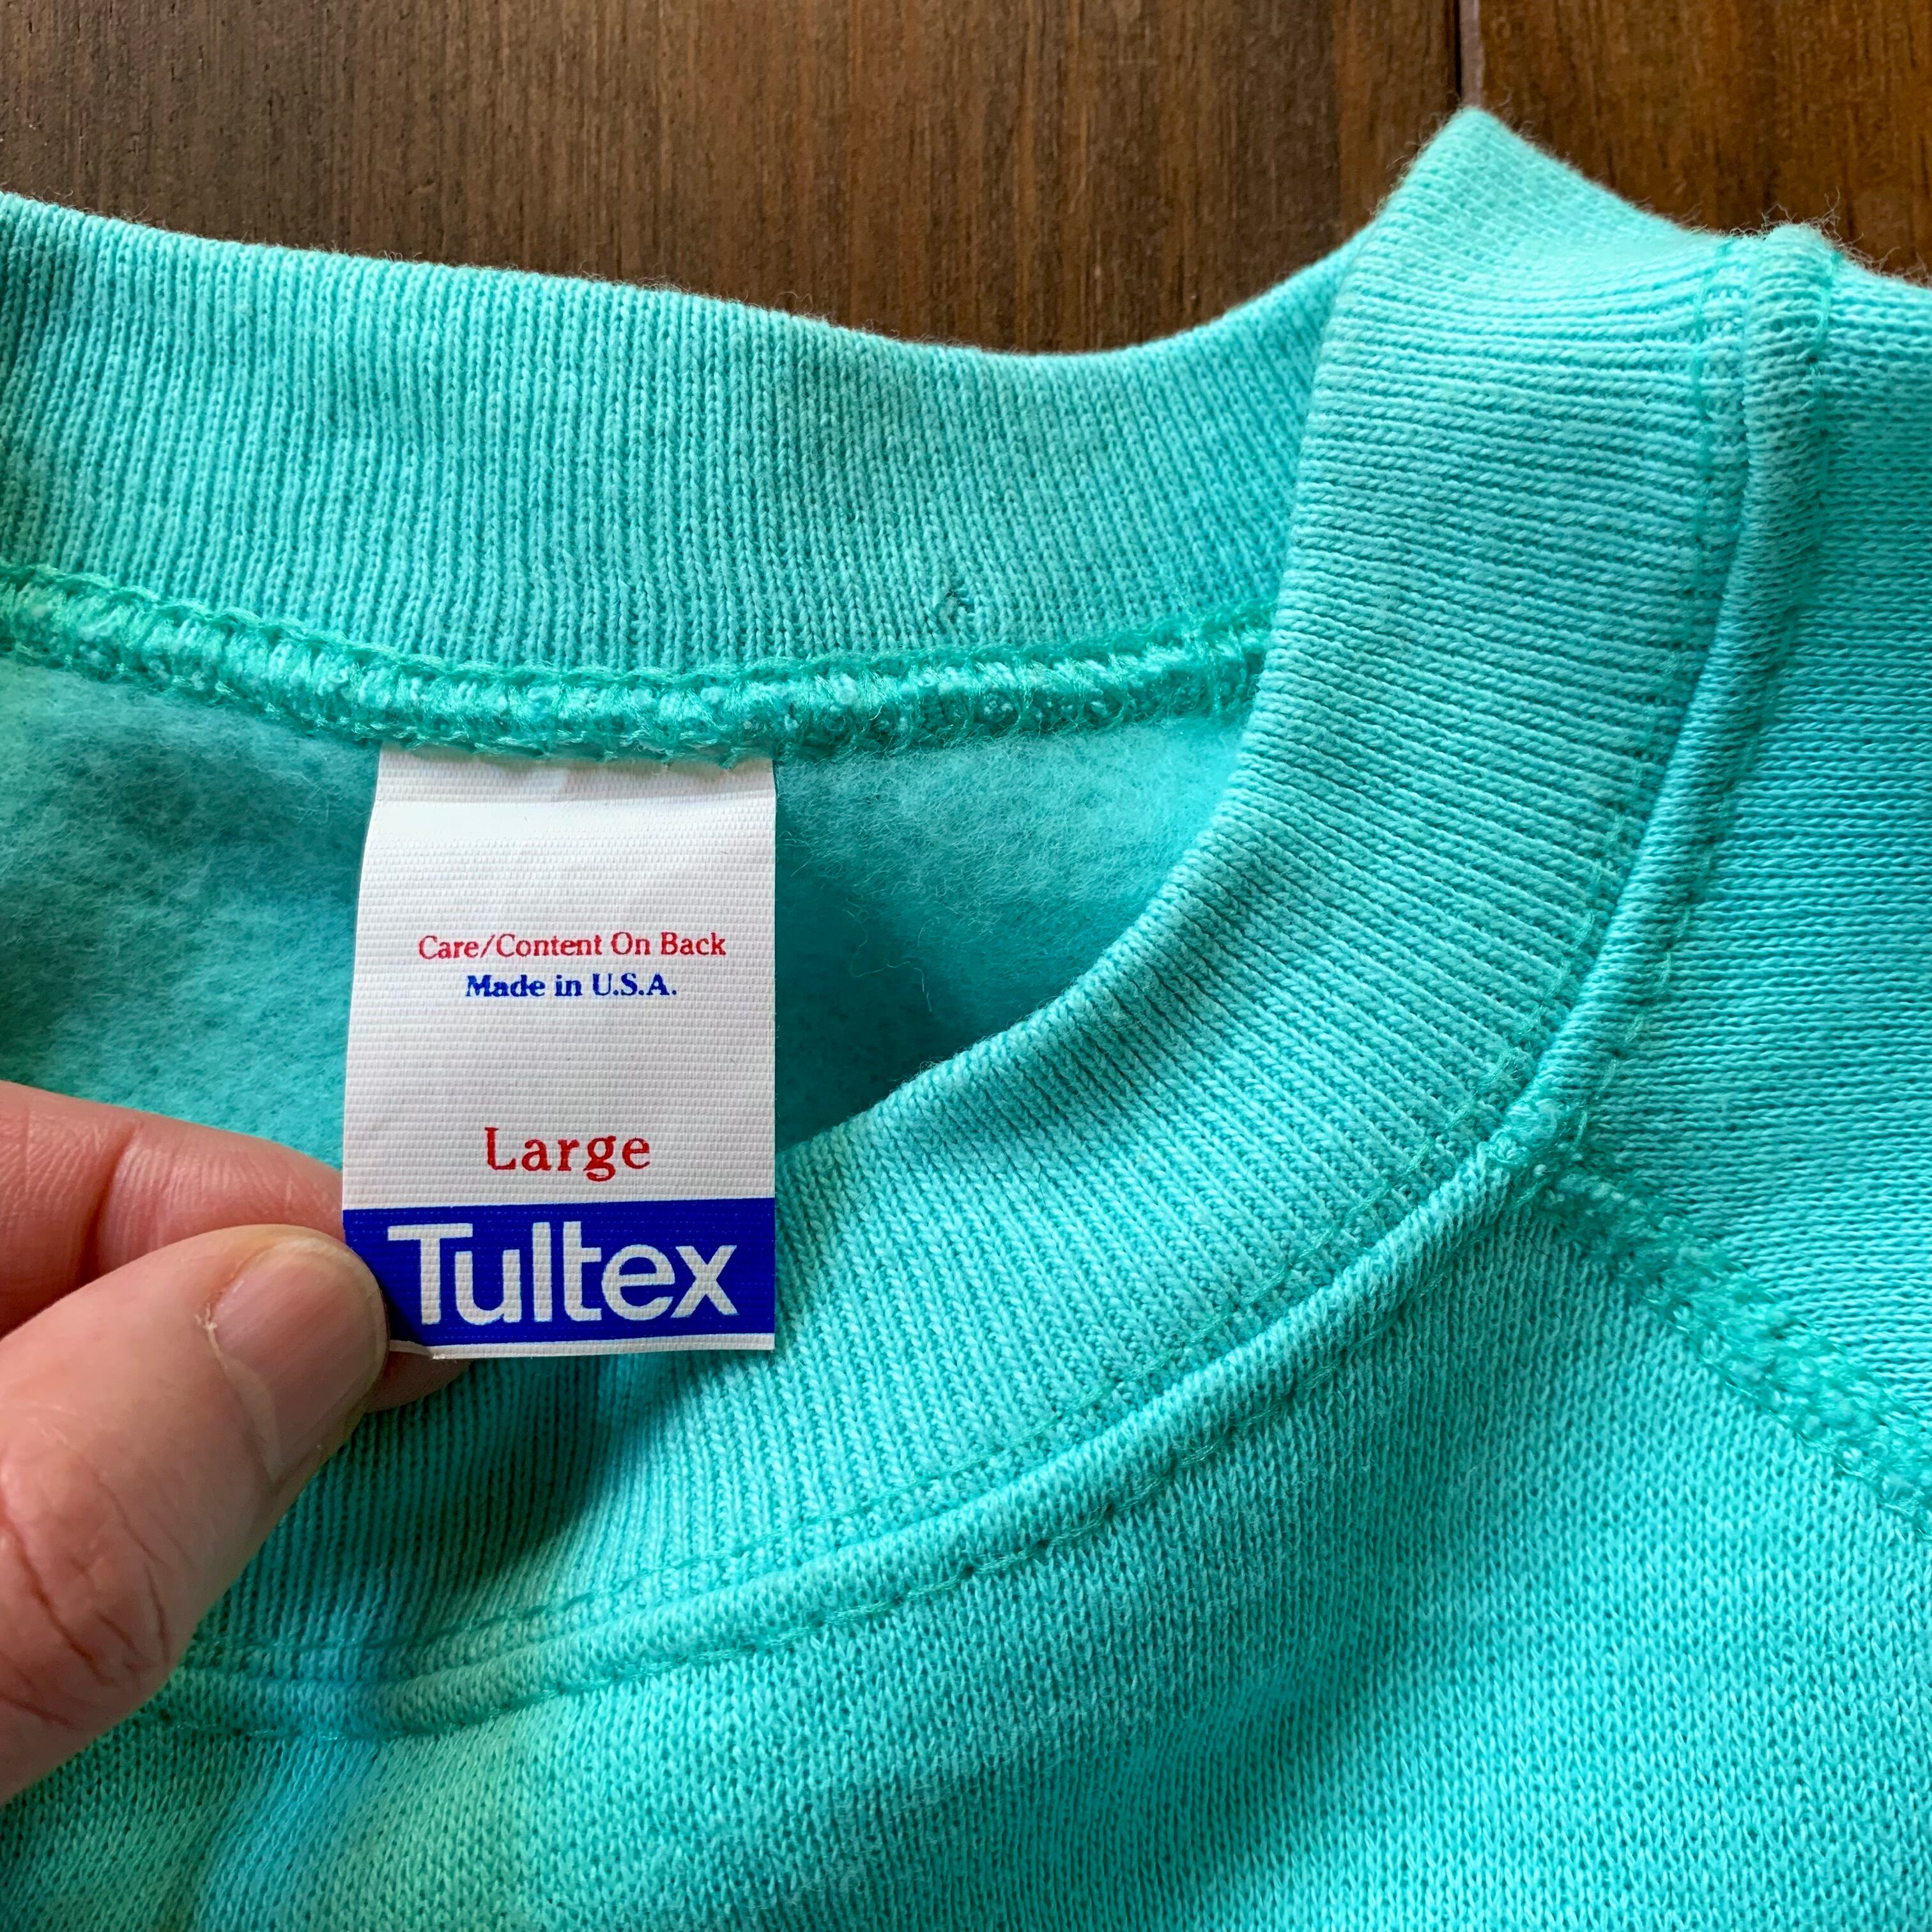 Care/Content On Back
Made in U.S.A.
Large
Tultex